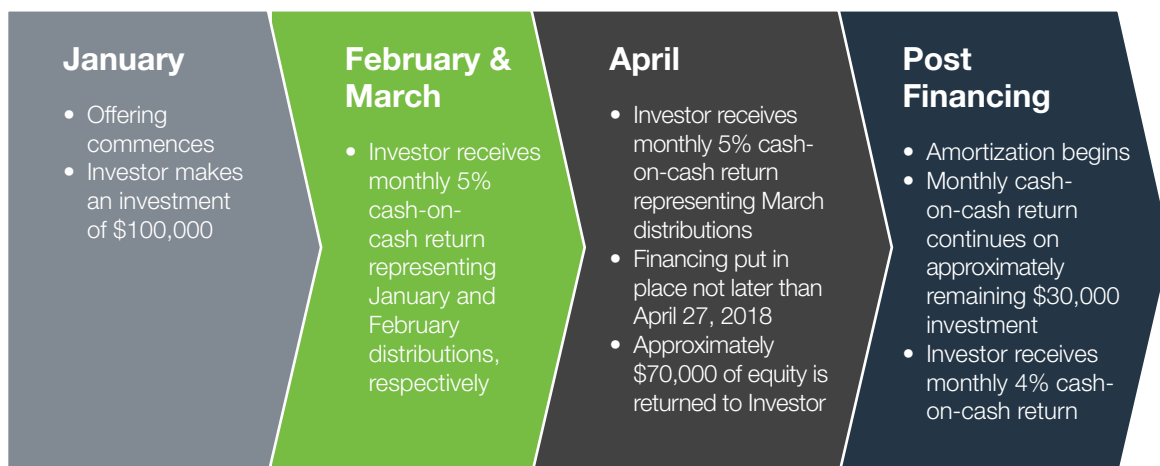 January
• Offering
commences
• Investor makes
an investment
of $100,000
February &
March
• Investor receives
monthly 5%
cash-on-
cash return
representing
January and
February
distributions,
respectively
April
• Investor receives
monthly 5% cash-
on-cash return
representing March
distributions
• Financing put in
place not later than
April 27, 2018
• Approximately
$70,000 of equity is
returned to Investor
Post
Financing
• Amortization begins
• Monthly cash-
on-cash return
continues on
approximately
remaining $30,000
investment
• Investor receives
monthly 4% cash-
on-cash return